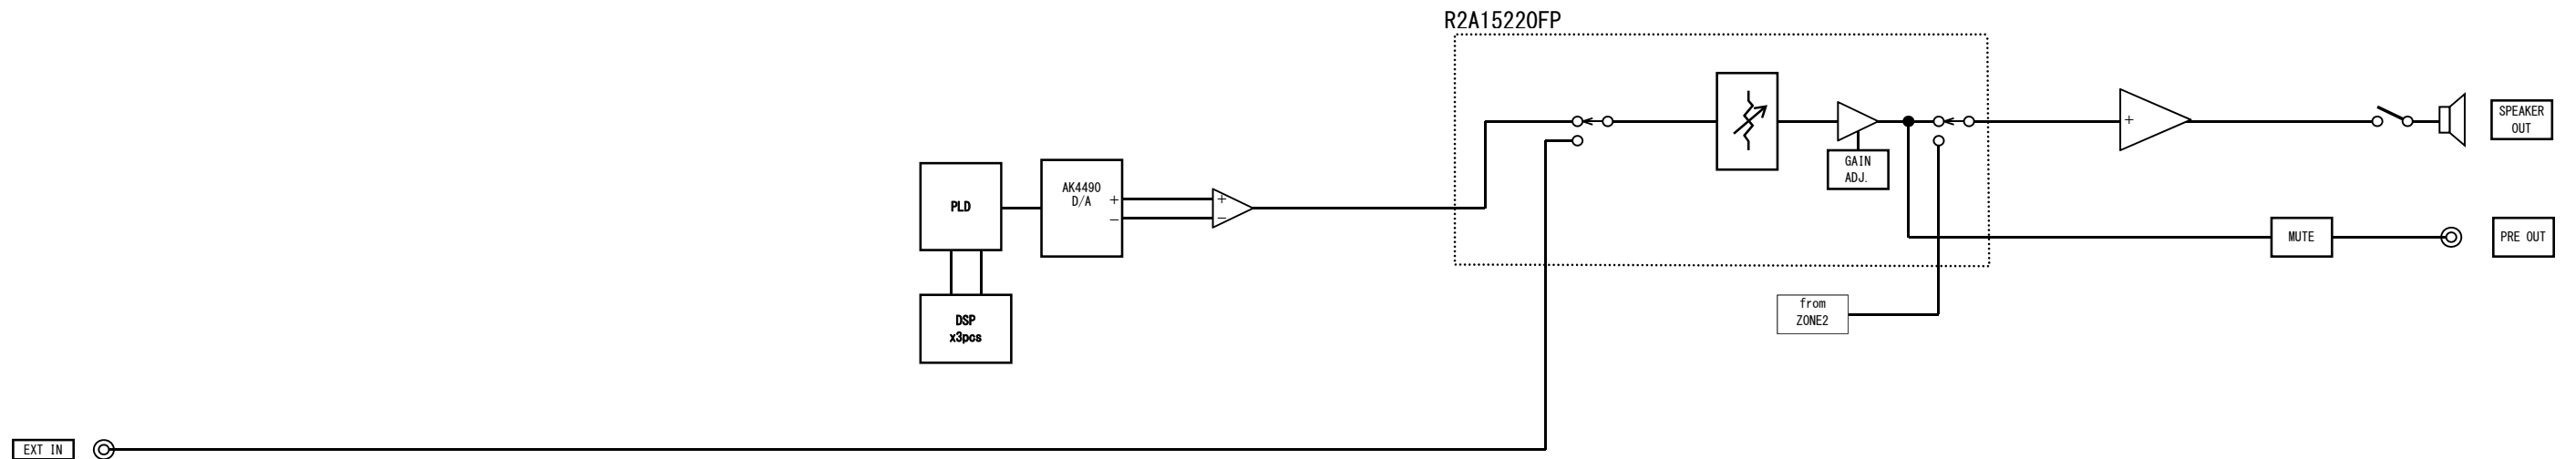 R2A15220FP
SPEAKER
OUT
+
GAIN
ADJ.
AK4490
D/A
+
−
+
−
PLD
MUTE
PRE OUT
from
ZONE2
DSP
x3pcs
EXT IN